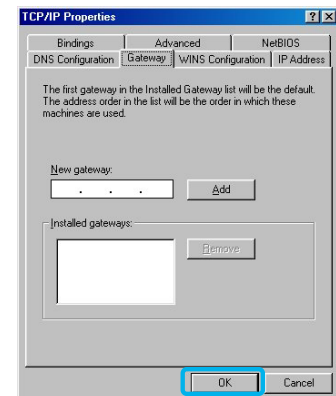 TCP/IP Properties
Bindings Advanced NetBIOS
DNS Configuration Gateway WINS Configuration IP Address
The first gateway in the Installed Gateway list will be the default.
The address order in the list will be the order in which these
machines are used.
New gateway:
. . .
Add
Installed gateways:
Remove
OK Cancel